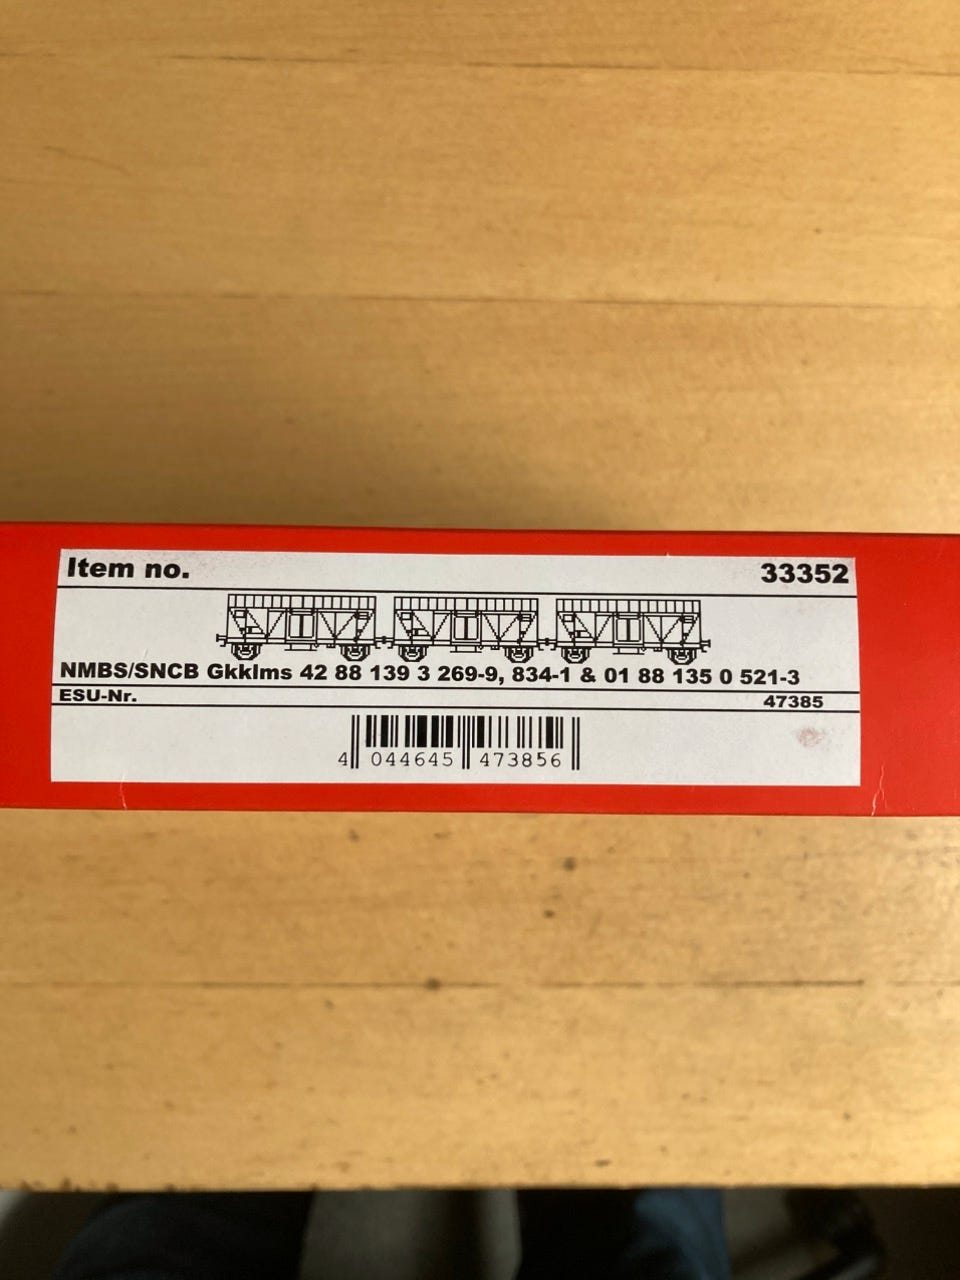 Item no. 33352
NMBS/SNCB Gkklms 42 88 139 3 269-9, 834-1 & 01 88 135 0 521-3
ESU-Nr. 47385
4 044645 473856